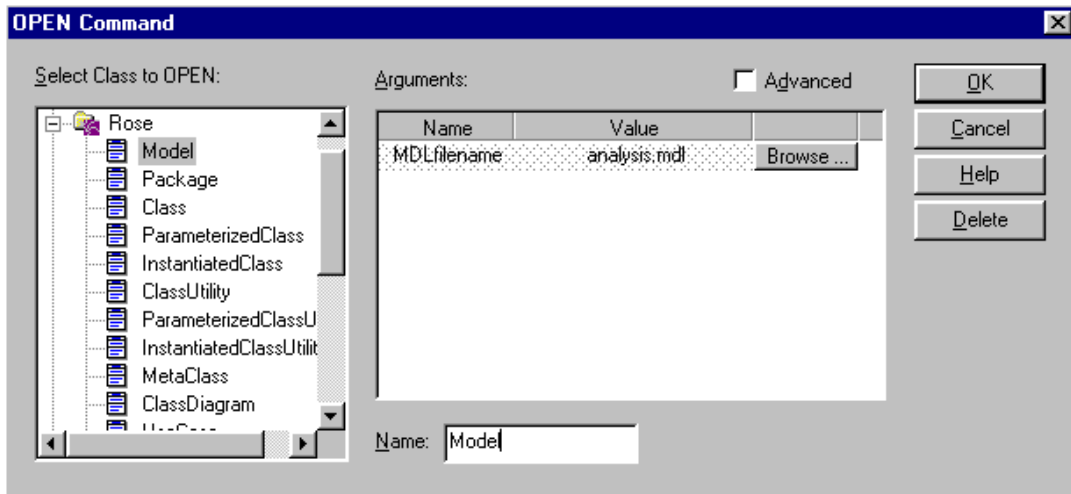 OPEN Command
Select Class to OPEN:
Rose
Model
Package
Class
ParameterizedClass
InstantiatedClass
ClassUtility
ParameterizedClassU
InstantiatedClassUtilit
MetaClass
ClassDiagram
Arguments:
Advanced
Name Value
MDLfilename analysis.mdl Browse ...
Name: Model
OK
Cancel
Help
Delete